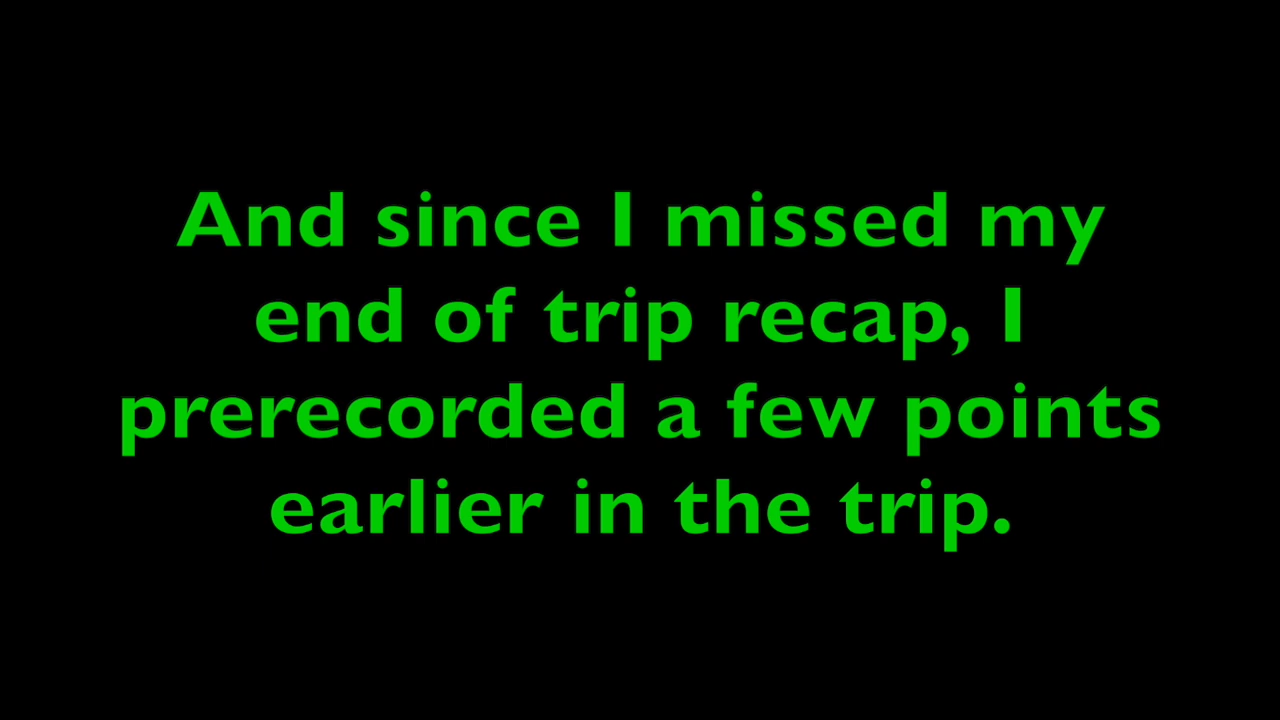 And since I missed my
end of trip recap, I
prerecorded a few points
earlier in the trip.